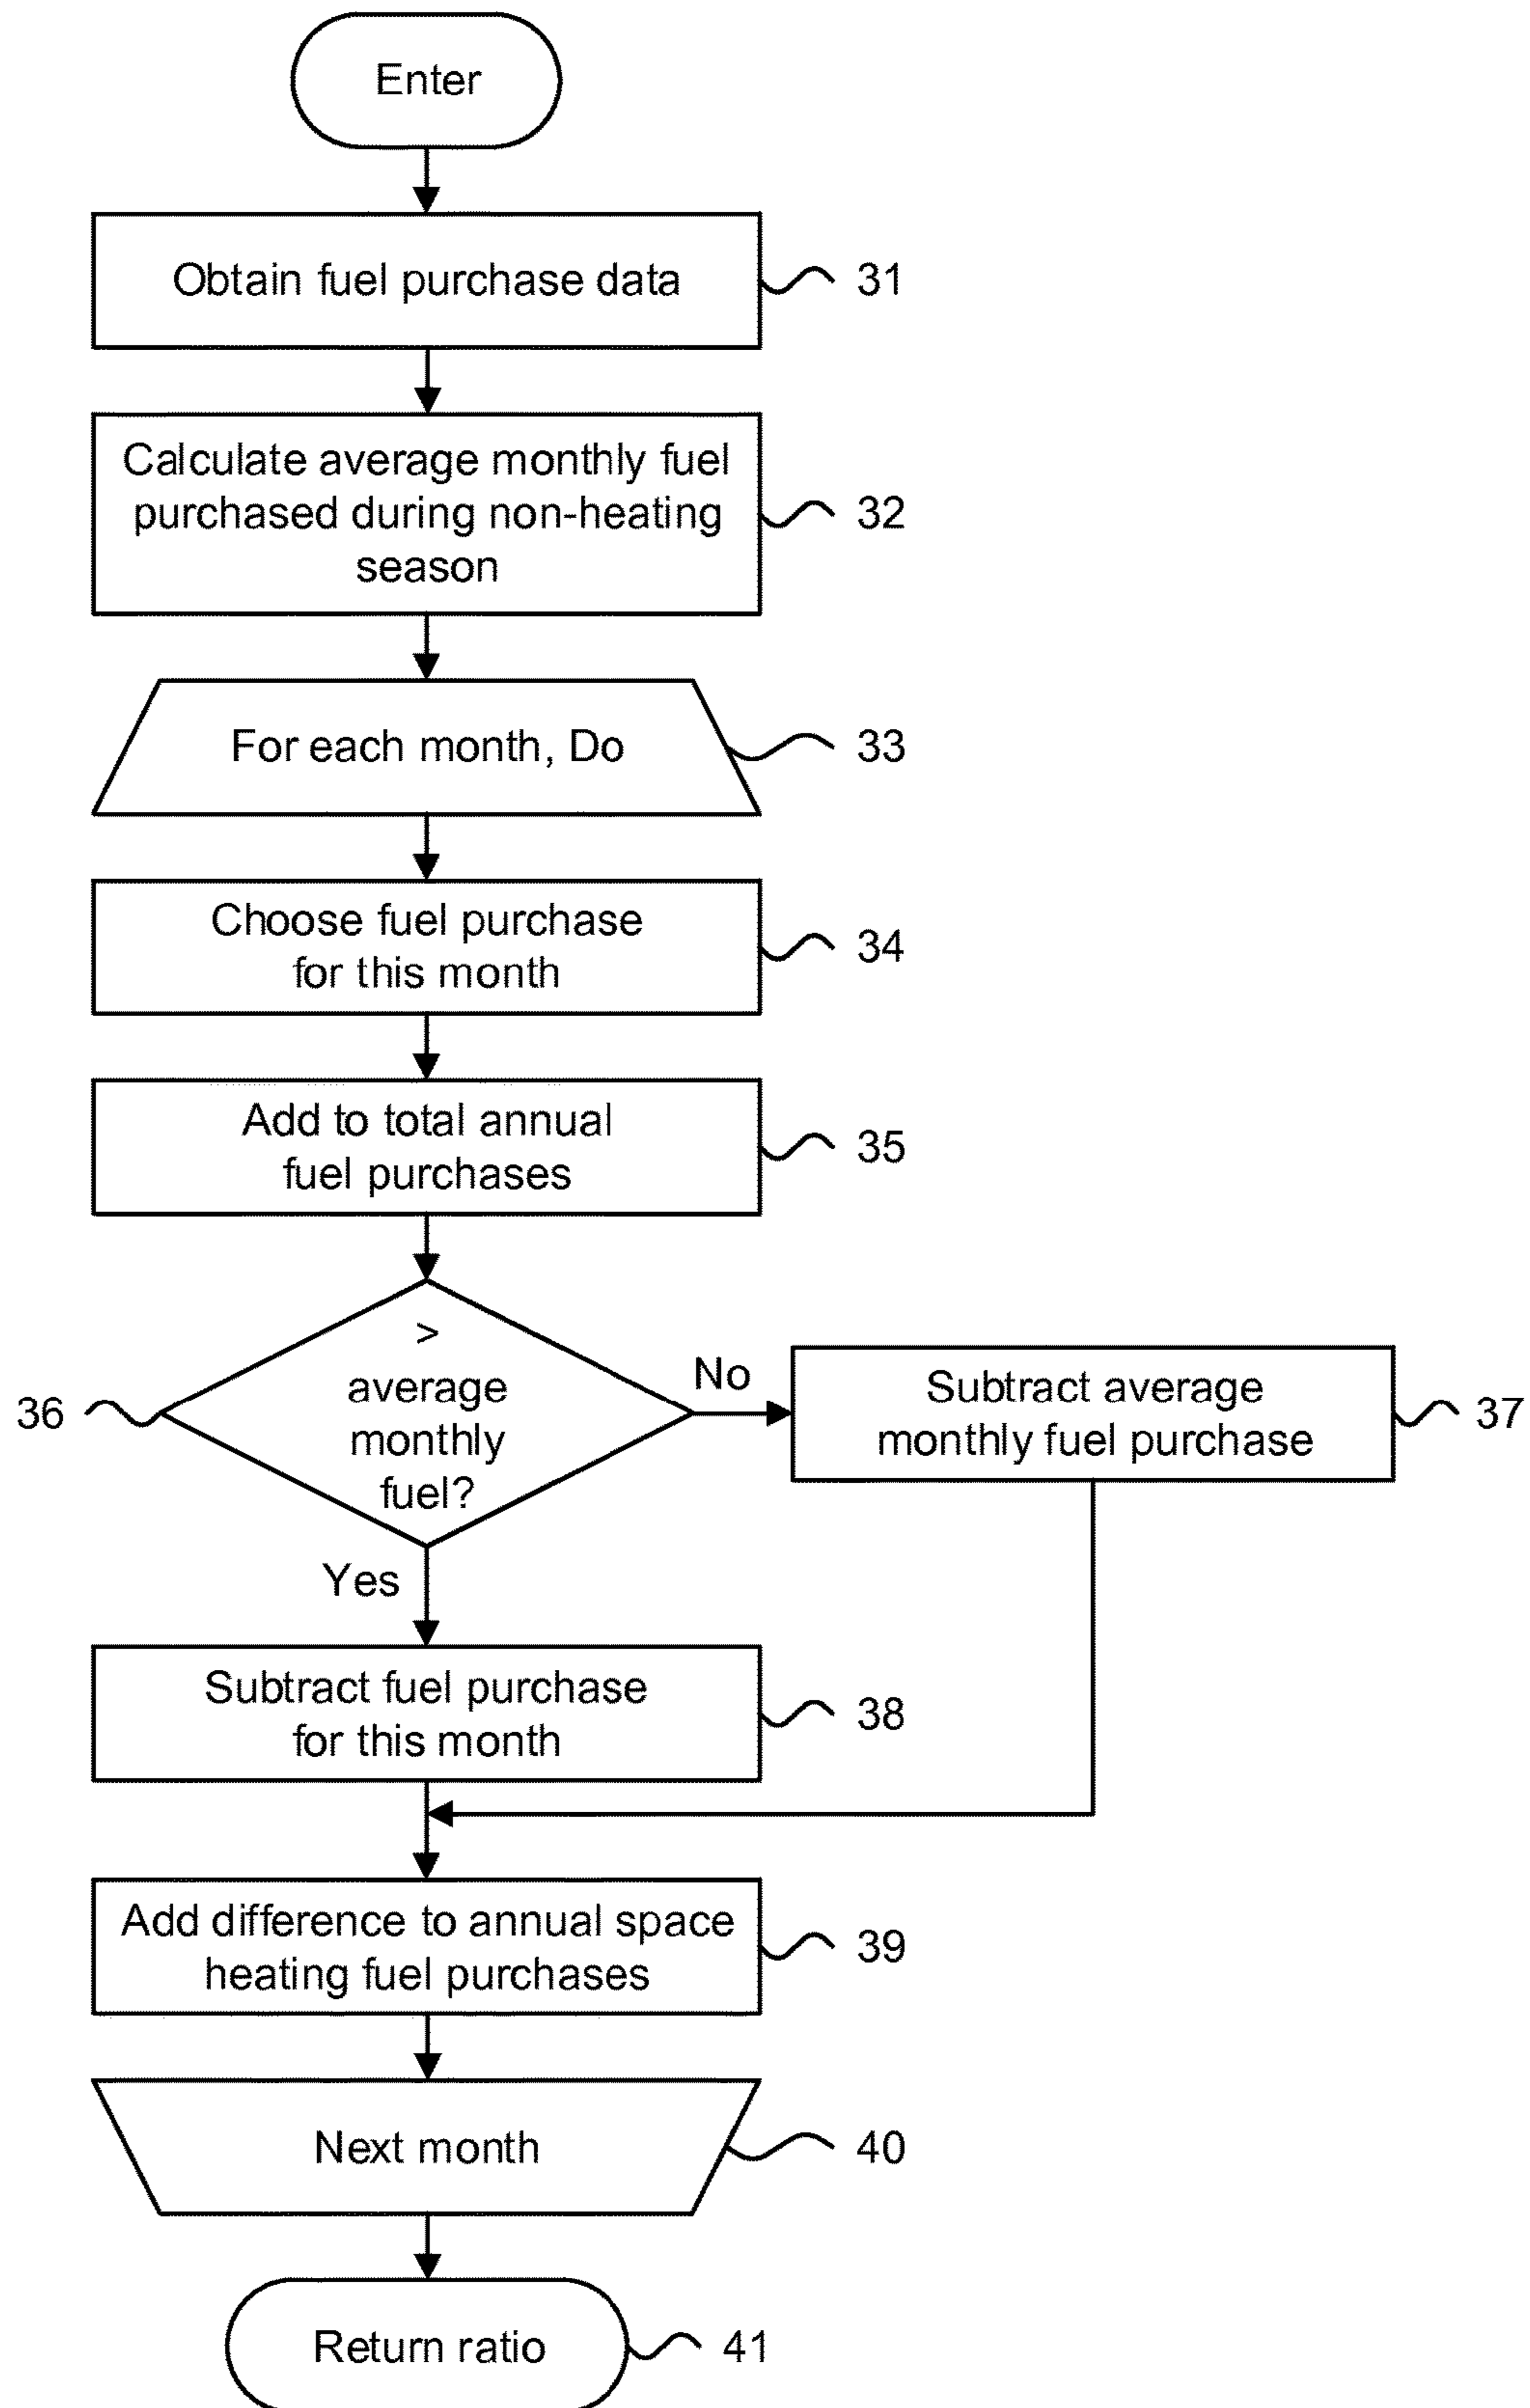 Enter
Obtain fuel purchase data
31
Calculate average monthly fuel
purchased during non-heating
season
32
For each month, Do
33
Choose fuel purchase
for this month
34
Add to total annual
fuel purchases
35
>
average
monthly
fuel?
36
No
Subtract average
monthly fuel purchase
37
Yes
Subtract fuel purchase
for this month
38
Add difference to annual space
heating fuel purchases
39
Next month
40
Return ratio
41